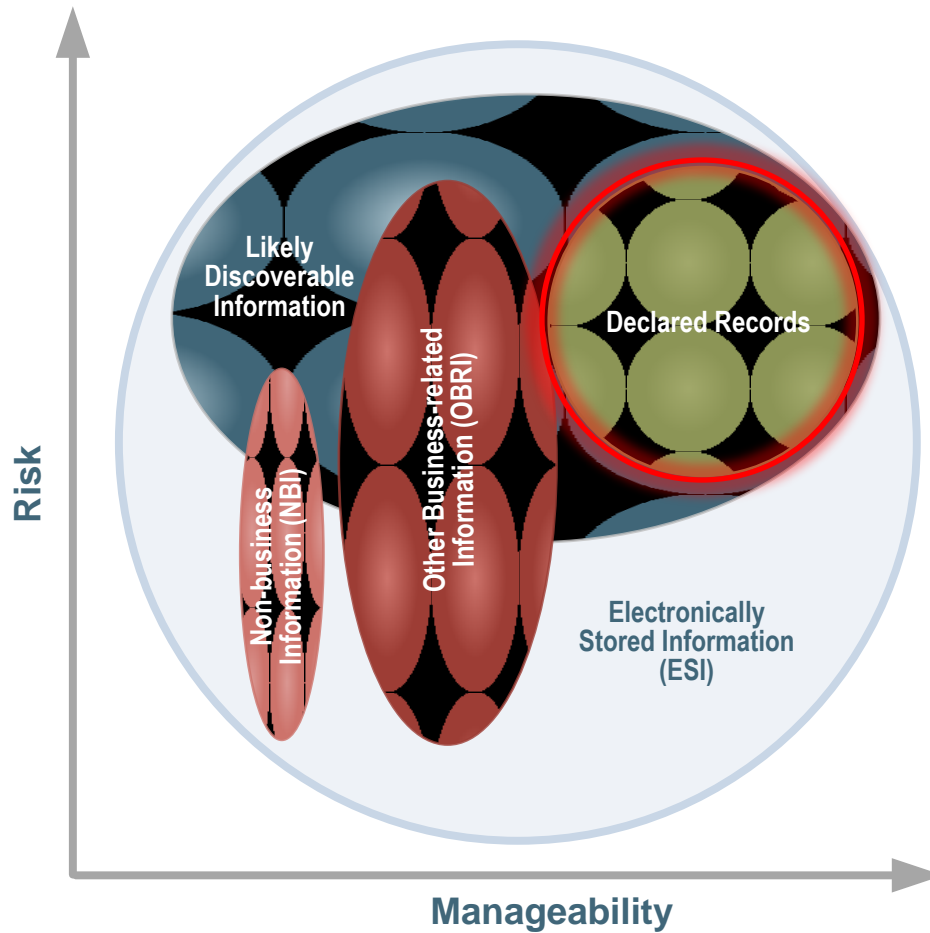 Risk
Likely
Discoverable
Information
Declared Records
Other Business-related
Information (OBRI)
Non-business
Information (NBI)
Electronically
Stored Information
(ESI)
Manageability